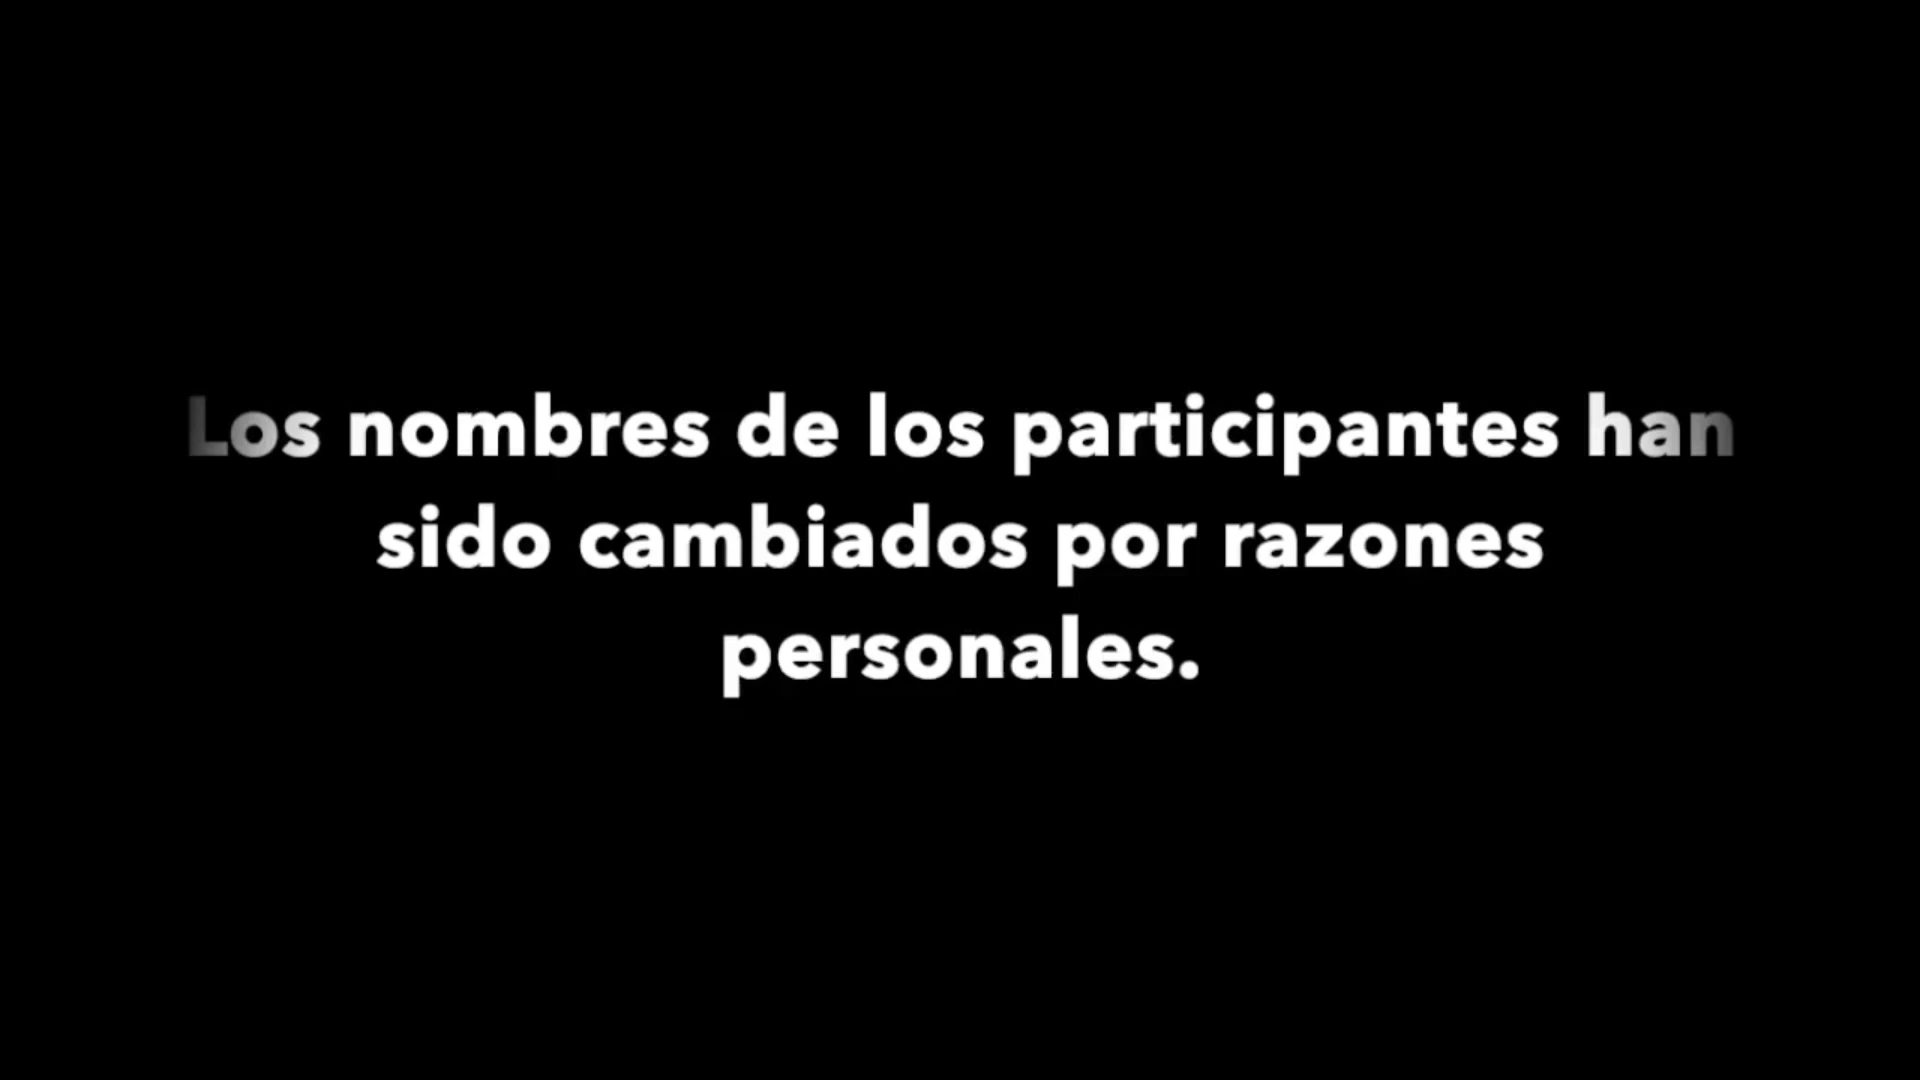 Los nombres de los participantes han
sido cambiados por razones
personales.